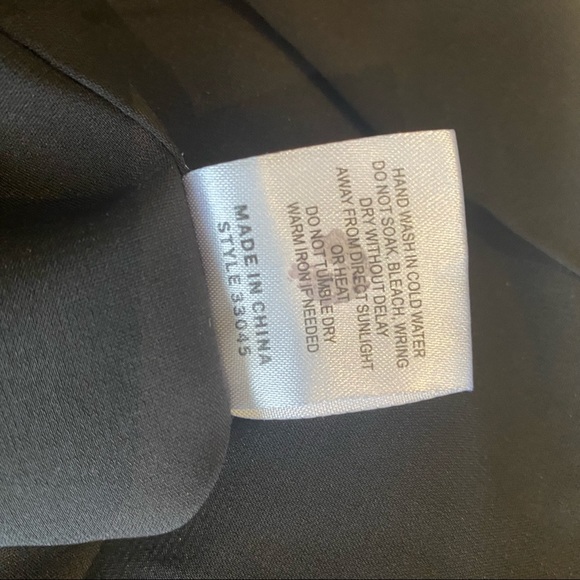 HAND WASH IN COLD WATER
DO NOT SOAK, BLEACH, WRING
DRY WITHOUT DELAY
AWAY FROM DIRECT SUNLIGHT
OR HEAT
DO NOT TUMBLE DRY
WARM IRON IF NEEDED
MADE IN CHINA
STYLE 33045